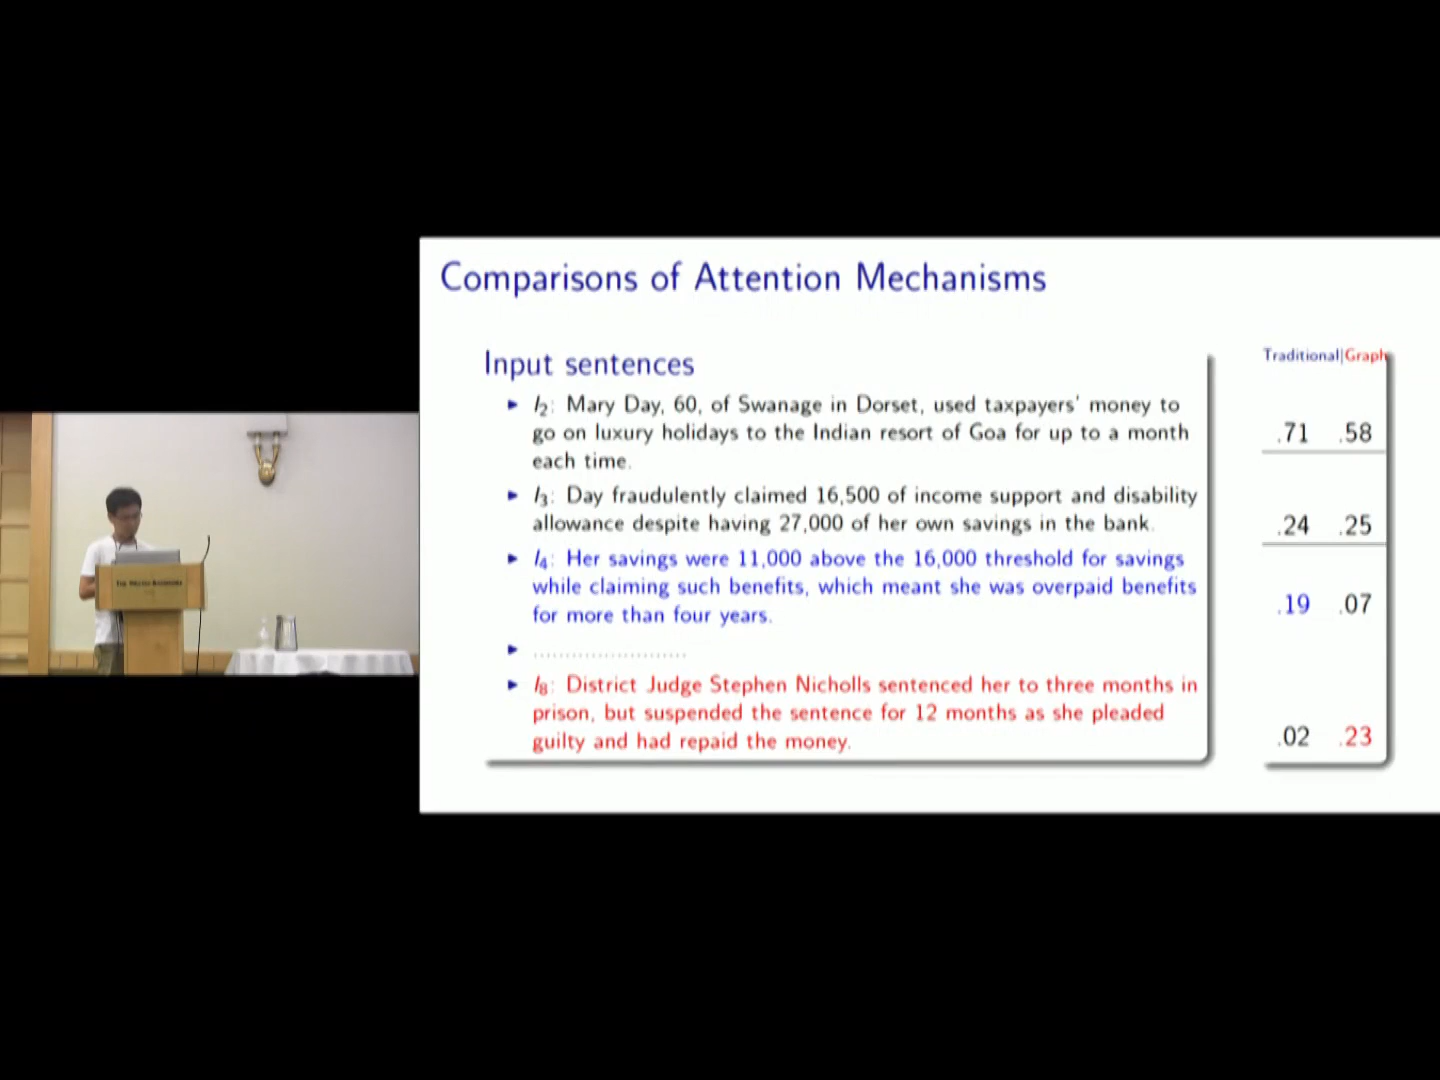 Comparisons of Attention Mechanisms
Input sentences
Traditional|Graph
► I2: Mary Day, 60, of Swanage in Dorset, used taxpayers' money to
go on luxury holidays to the Indian resort of Goa for up to a month
each time.
.71 .58
► I3: Day fraudulently claimed 16,500 of income support and disability
allowance despite having 27,000 of her own savings in the bank.
.24 .25
► I4: Her savings were 11,000 above the 16,000 threshold for savings
while claiming such benefits, which meant she was overpaid benefits
for more than four years.
.19 .07
► ........................
► I8: District Judge Stephen Nicholls sentenced her to three months in
prison, but suspended the sentence for 12 months as she pleaded
guilty and had repaid the money.
.02 .23